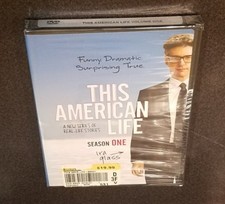 THIS AMERICAN LIFE VOLUME ONE
Funny Dramatic
Surprising True
THIS
AMERICAN
LIFE
A NEW SERIES OF
REAL-LIFE STORIES
SEASON ONE
ira
glass